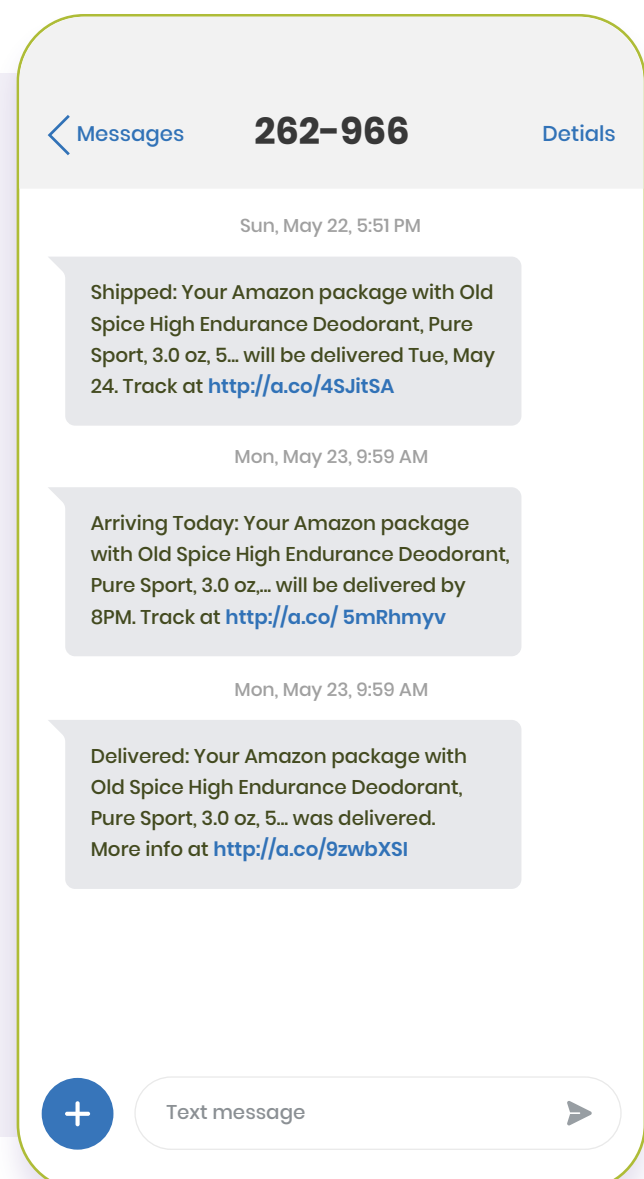 Messages
262-966
Detials
Sun, May 22, 5:51 PM
Shipped: Your Amazon package with Old
Spice High Endurance Deodorant, Pure
Sport, 3.0 oz, 5... will be delivered Tue, May
24. Track at http://a.co/4SJitSA
Mon, May 23, 9:59 AM
Arriving Today: Your Amazon package
with Old Spice High Endurance Deodorant,
Pure Sport, 3.0 oz,... will be delivered by
8PM. Track at http://a.co/ 5mRhmyv
Mon, May 23, 9:59 AM
Delivered: Your Amazon package with
Old Spice High Endurance Deodorant,
Pure Sport, 3.0 oz, 5... was delivered.
More info at http://a.co/9zwbXSI
Text message